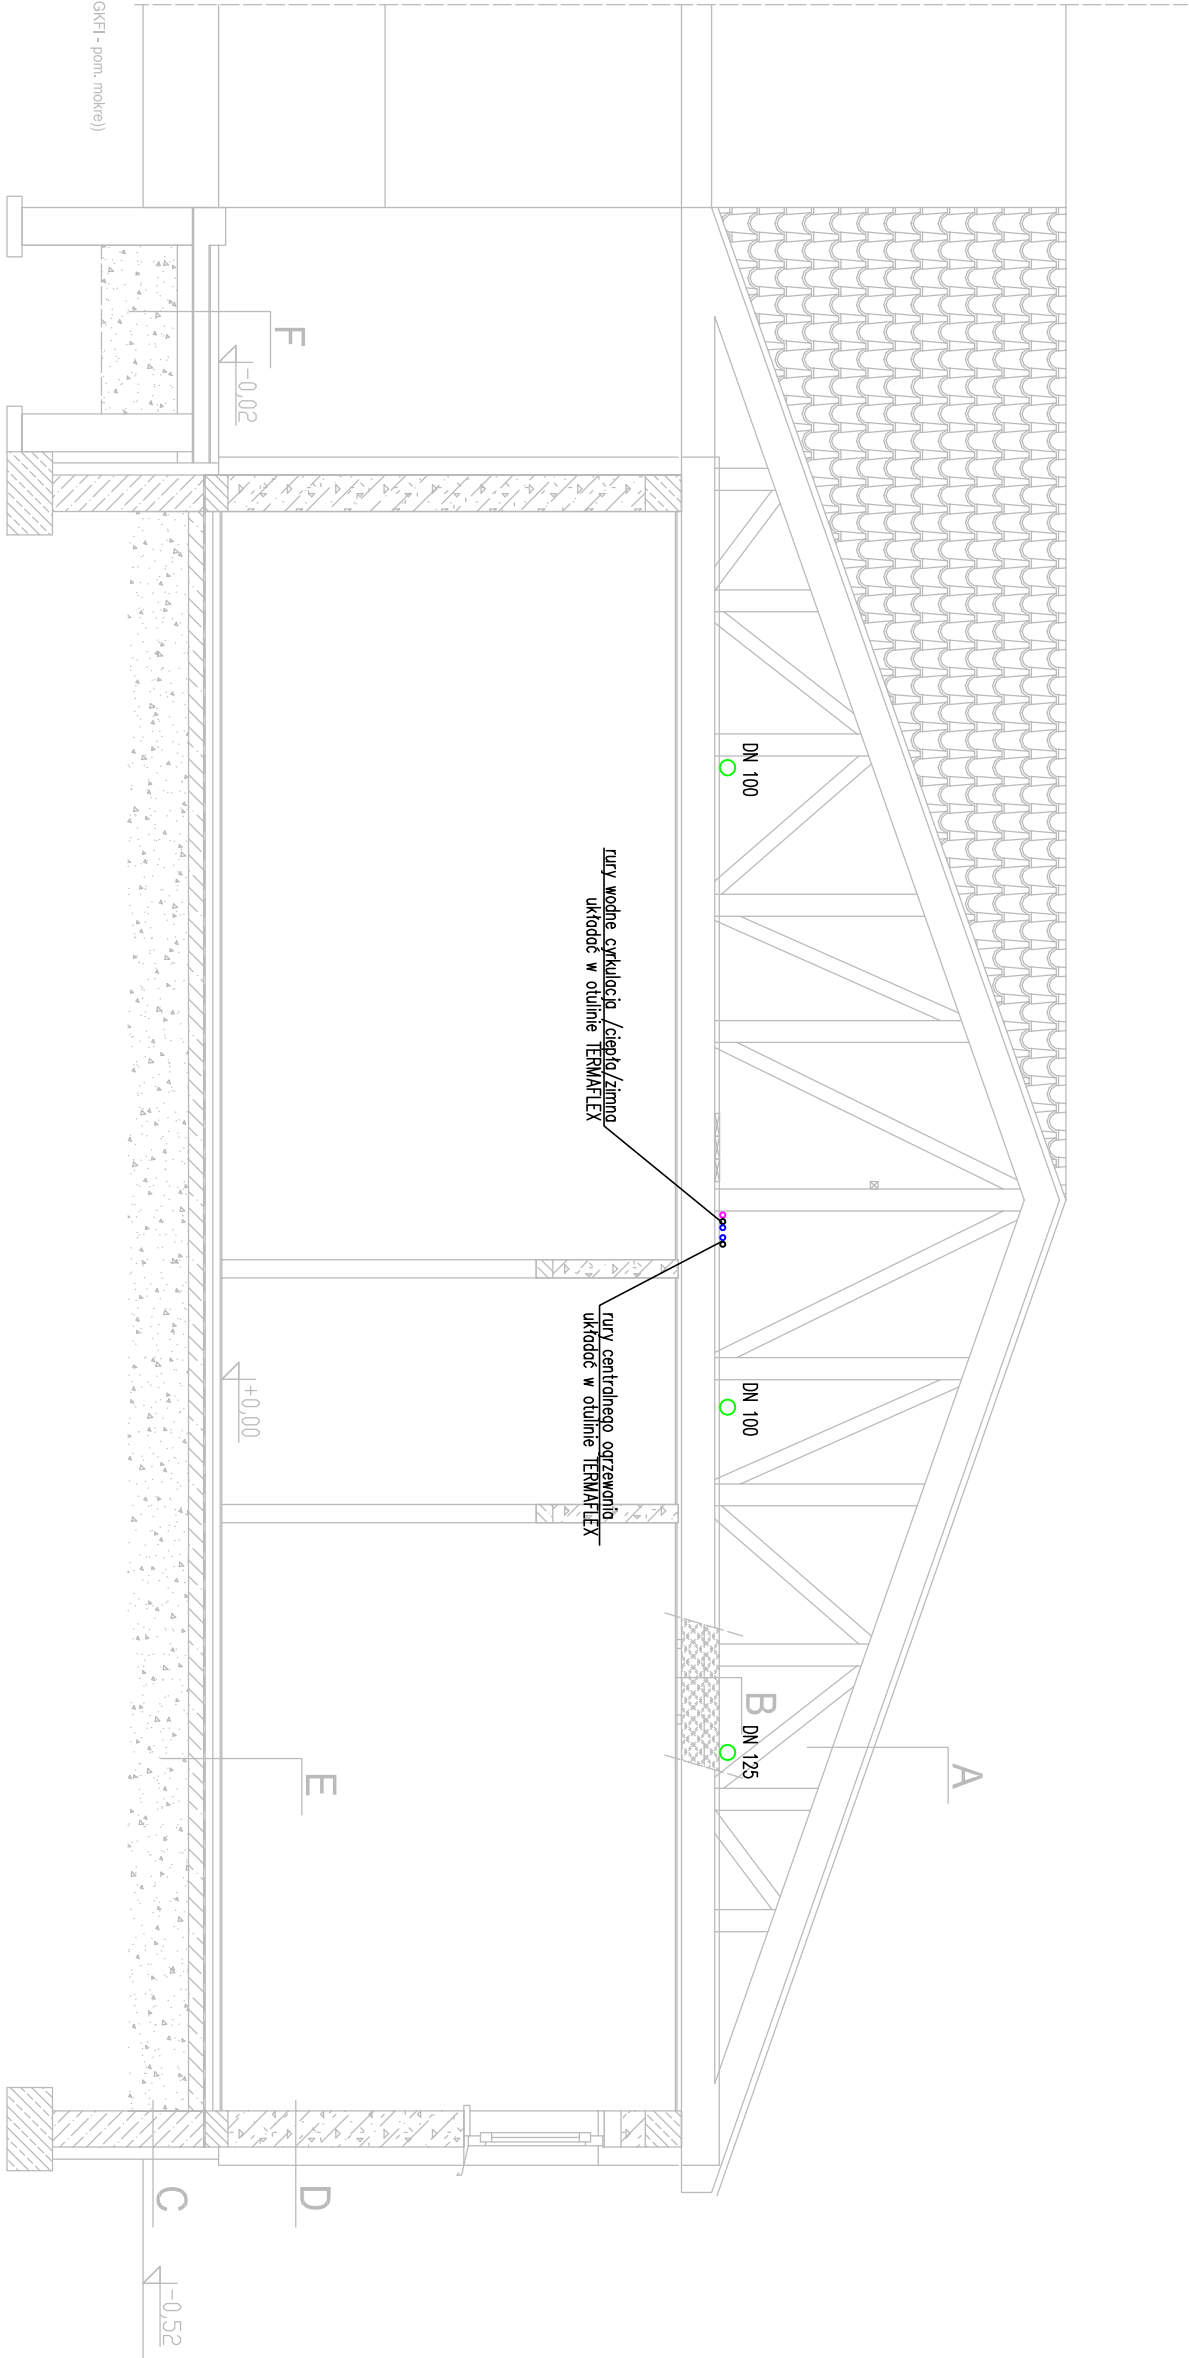 GKFI - pom. mokre))
F
-0,02
DN 100
rury wodne cyrkulacja /ciepła/zimna
układać w otulinie TERMAFLEX
rury centralnego ogrzewania
układać w otulinie TERMAFLEX
DN 100
+0,00
B
DN 125
A
E
D
C
-0,52